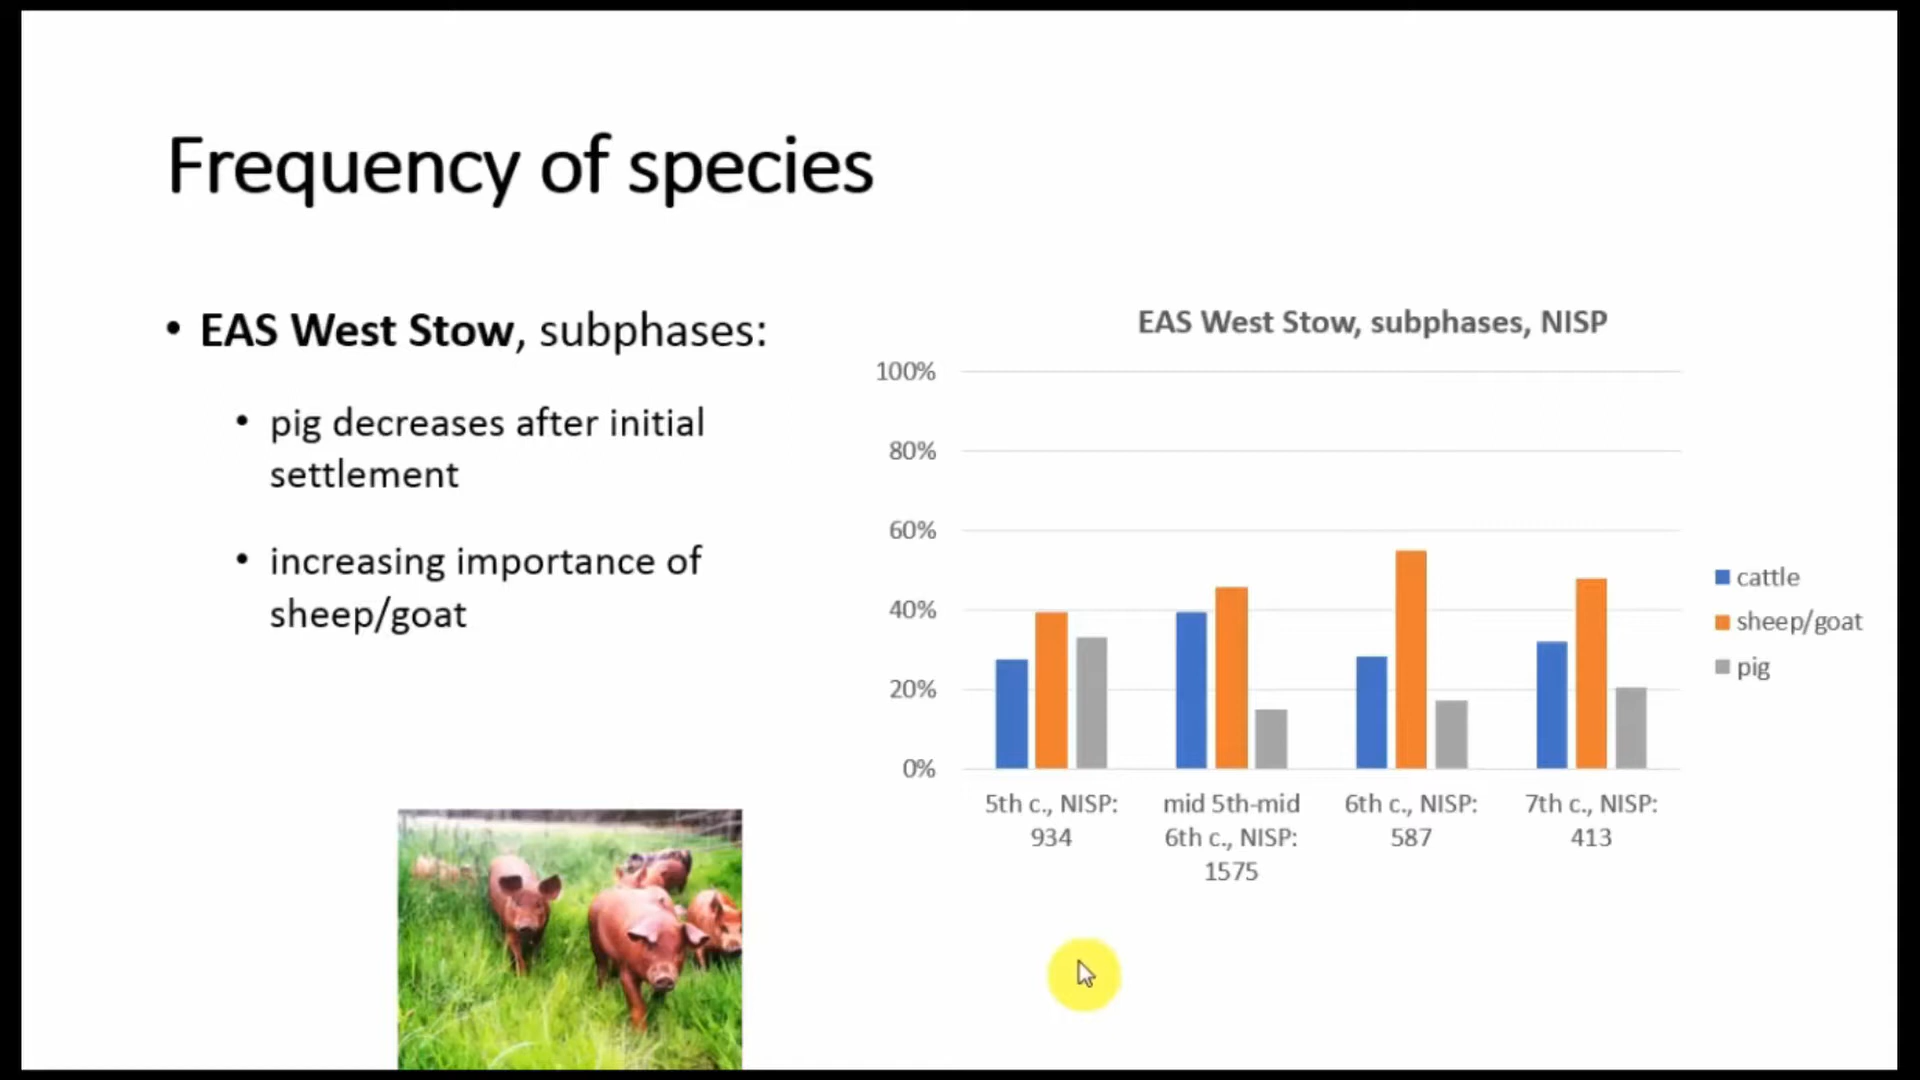 Frequency of species
• EAS West Stow, subphases:
• pig decreases after initial
settlement
• increasing importance of
sheep/goat
EAS West Stow, subphases, NISP
100%
80%
60%
40%
20%
0%
5th c., NISP:
934
mid 5th-mid
6th c., NISP:
1575
6th c., NISP:
587
7th c., NISP:
413
cattle
sheep/goat
pig